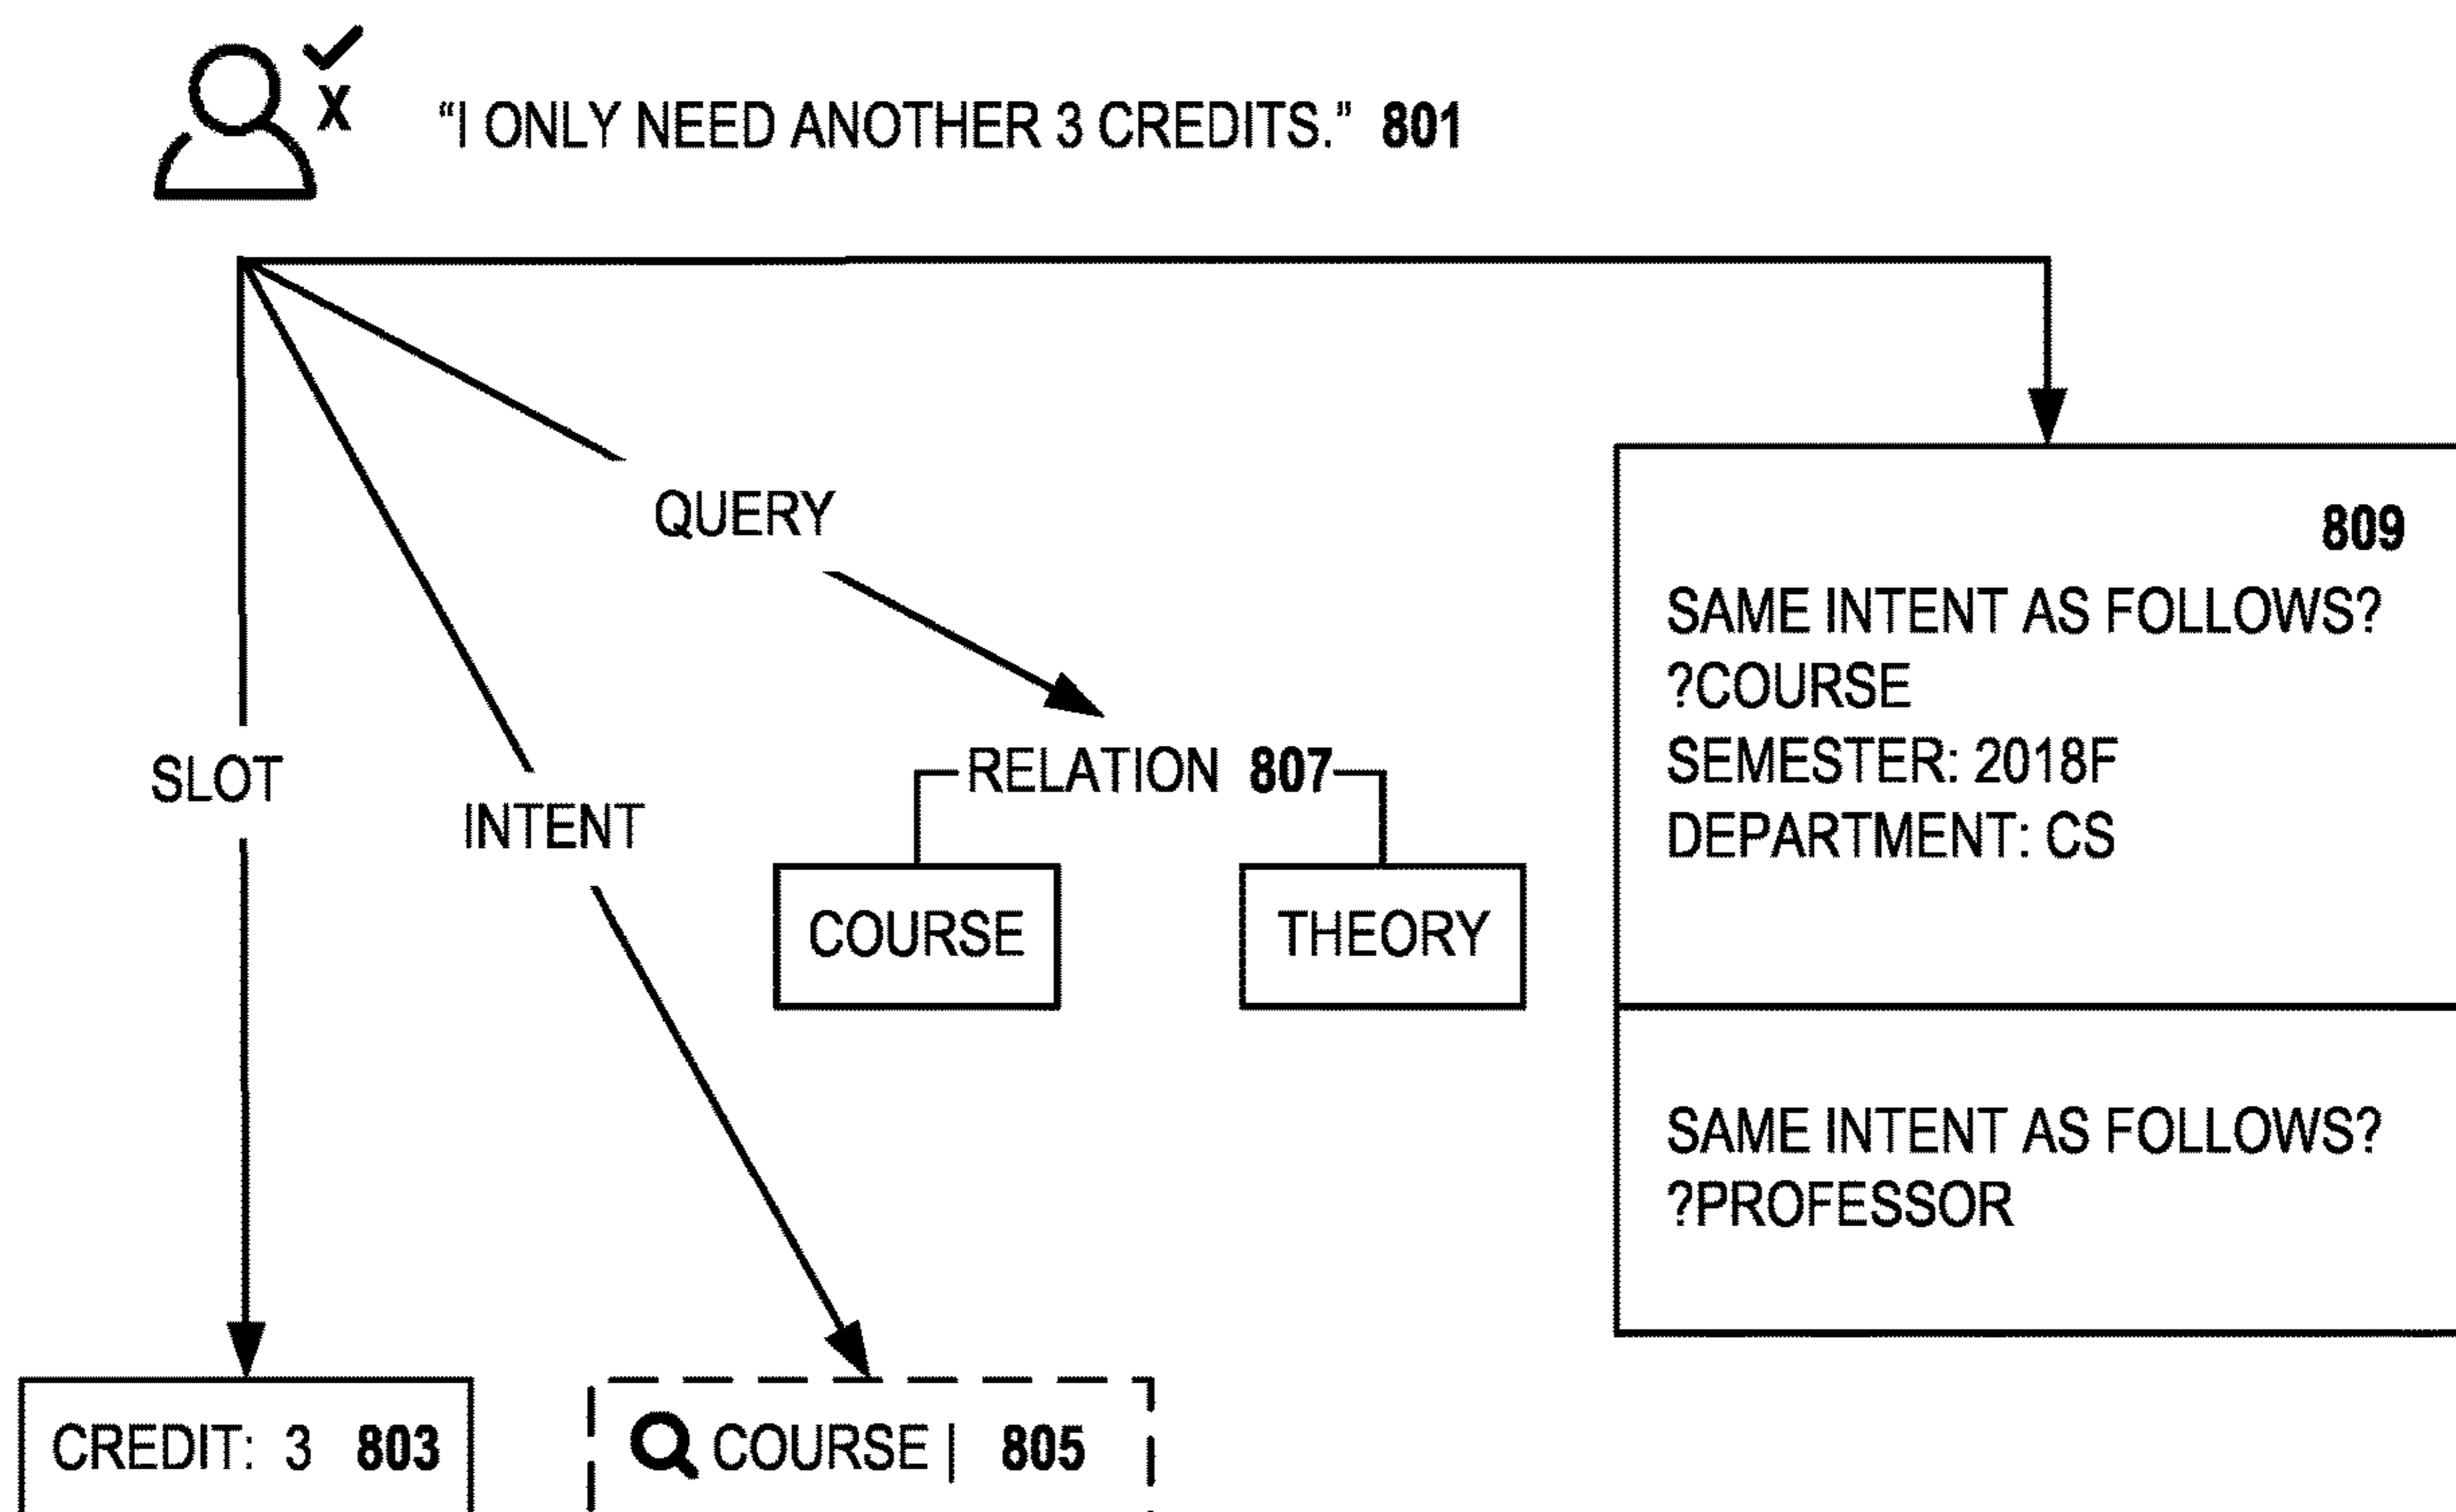 X
“I ONLY NEED ANOTHER 3 CREDITS.” 801
QUERY
809
SAME INTENT AS FOLLOWS?
?COURSE
SEMESTER: 2018F
DEPARTMENT: CS
SLOT
INTENT
RELATION 807
COURSE
THEORY
SAME INTENT AS FOLLOWS?
?PROFESSOR
CREDIT: 3 803
COURSE | 805